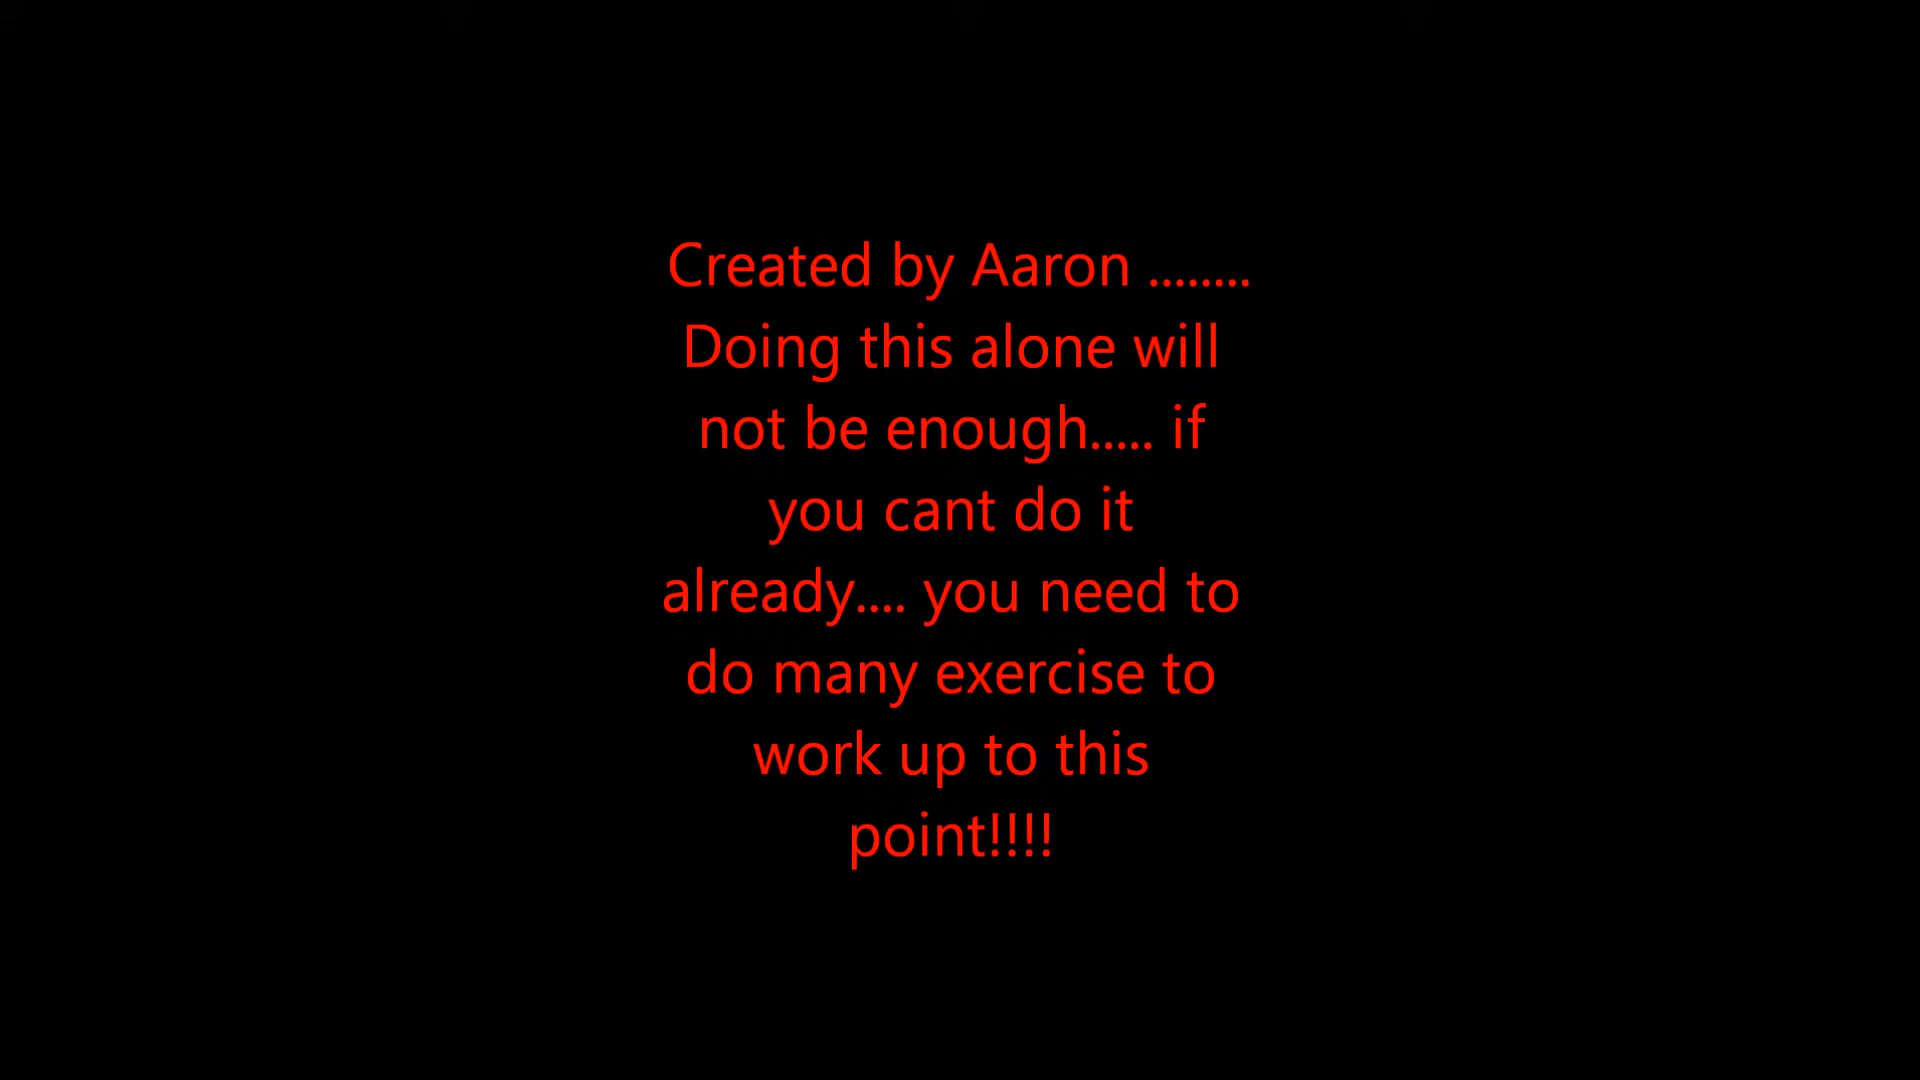 Created by Aaron ........
Doing this alone will
not be enough..... if
you cant do it
already.... you need to
do many exercise to
work up to this
point!!!!